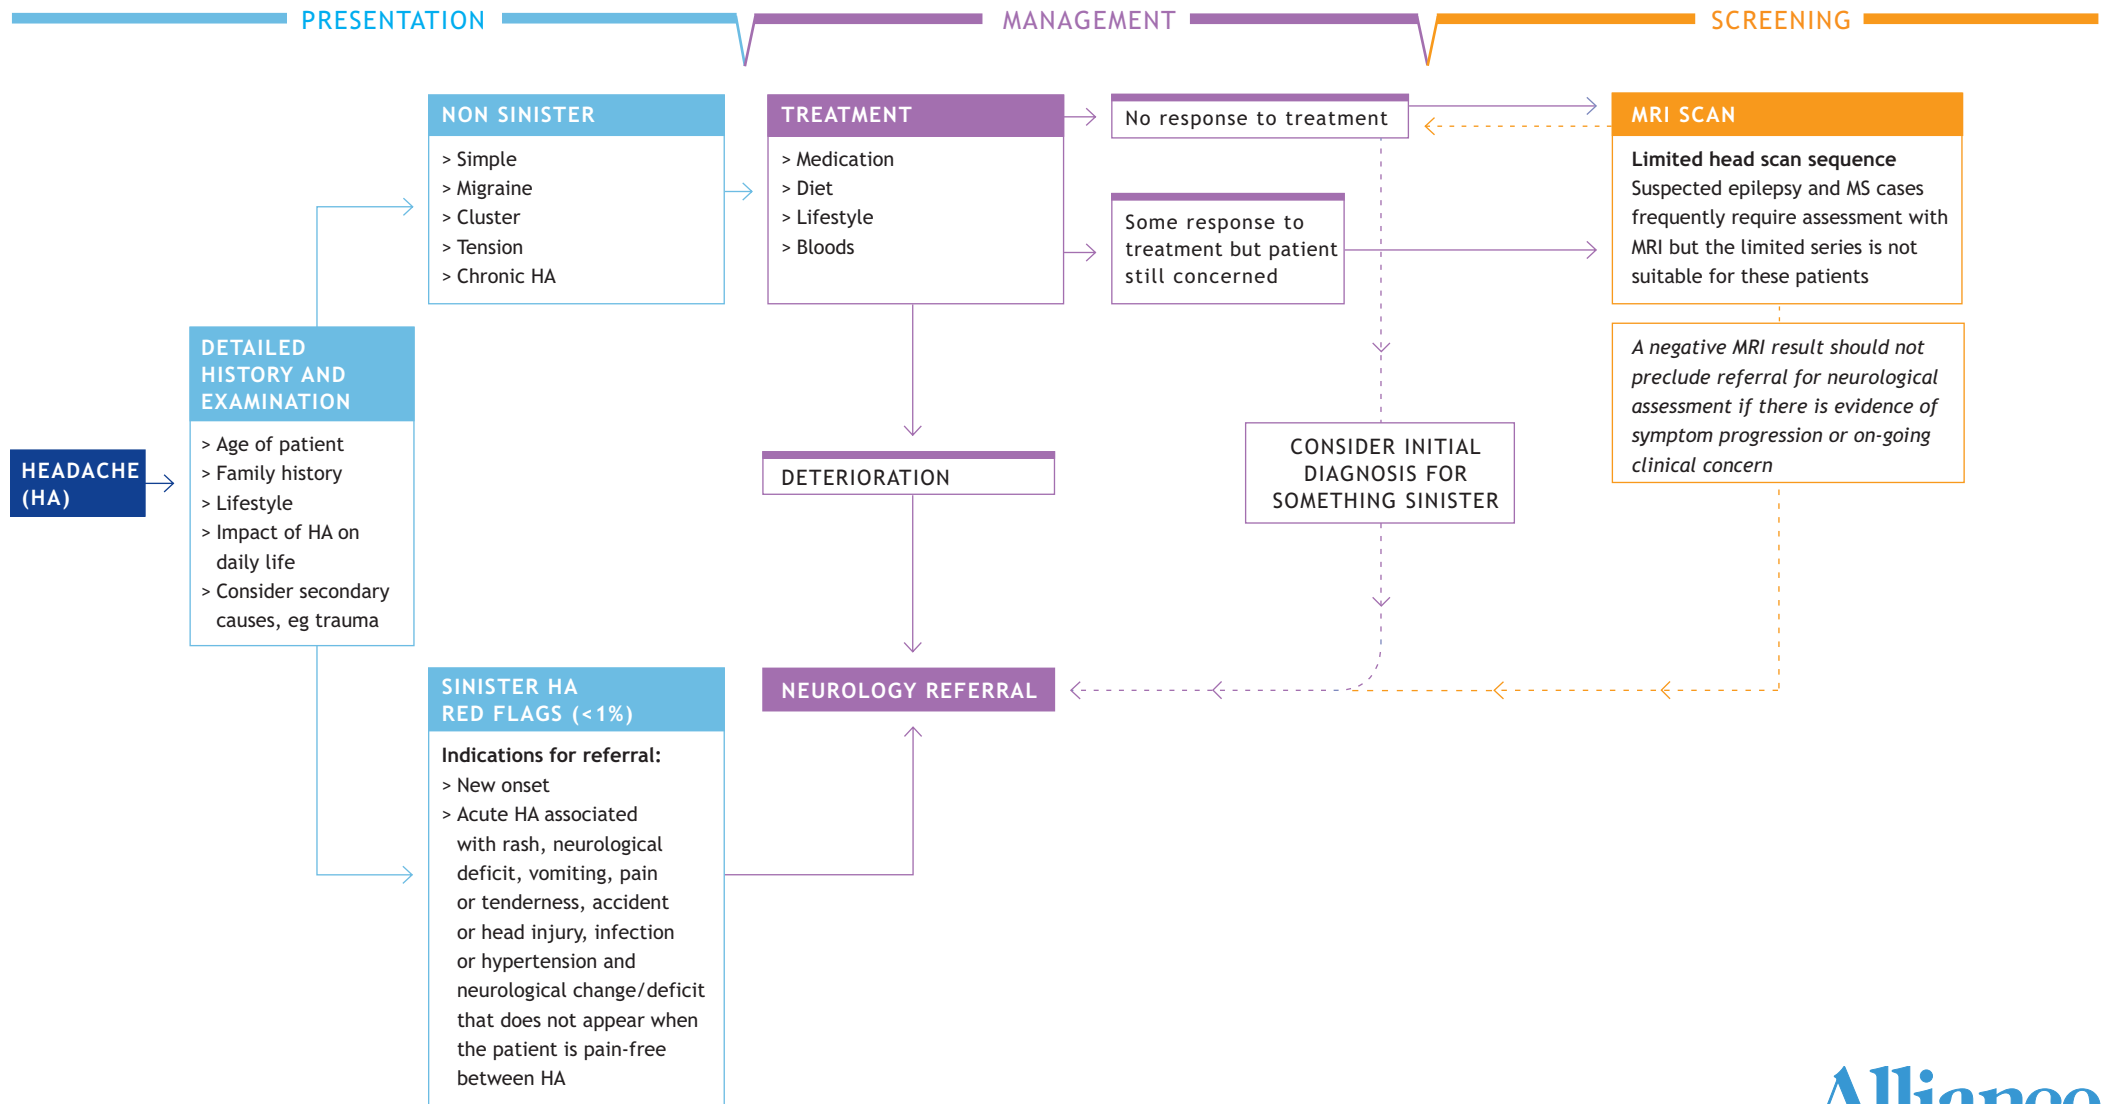 PRESENTATION
MANAGEMENT
SCREENING
HEADACHE
(HA)
DETAILED
HISTORY AND
EXAMINATION
> Age of patient
> Family history
> Lifestyle
> Impact of HA on
daily life
> Consider secondary
causes, eg trauma
NON SINISTER
> Simple
> Migraine
> Cluster
> Tension
> Chronic HA
SINISTER HA
RED FLAGS (<1%)
Indications for referral:
> New onset
> Acute HA associated
with rash, neurological
deficit, vomiting, pain
or tenderness, accident
or head injury, infection
or hypertension and
neurological change/deficit
that does not appear when
the patient is pain-free
between HA
TREATMENT
> Medication
> Diet
> Lifestyle
> Bloods
DETERIORATION
NEUROLOGY REFERRAL
No response to treatment
Some response to
treatment but patient
still concerned
CONSIDER INITIAL
DIAGNOSIS FOR
SOMETHING SINISTER
MRI SCAN
Limited head scan sequence
Suspected epilepsy and MS cases
frequently require assessment with
MRI but the limited series is not
suitable for these patients
A negative MRI result should not
preclude referral for neurological
assessment if there is evidence of
symptom progression or on-going
clinical concern
Alliance